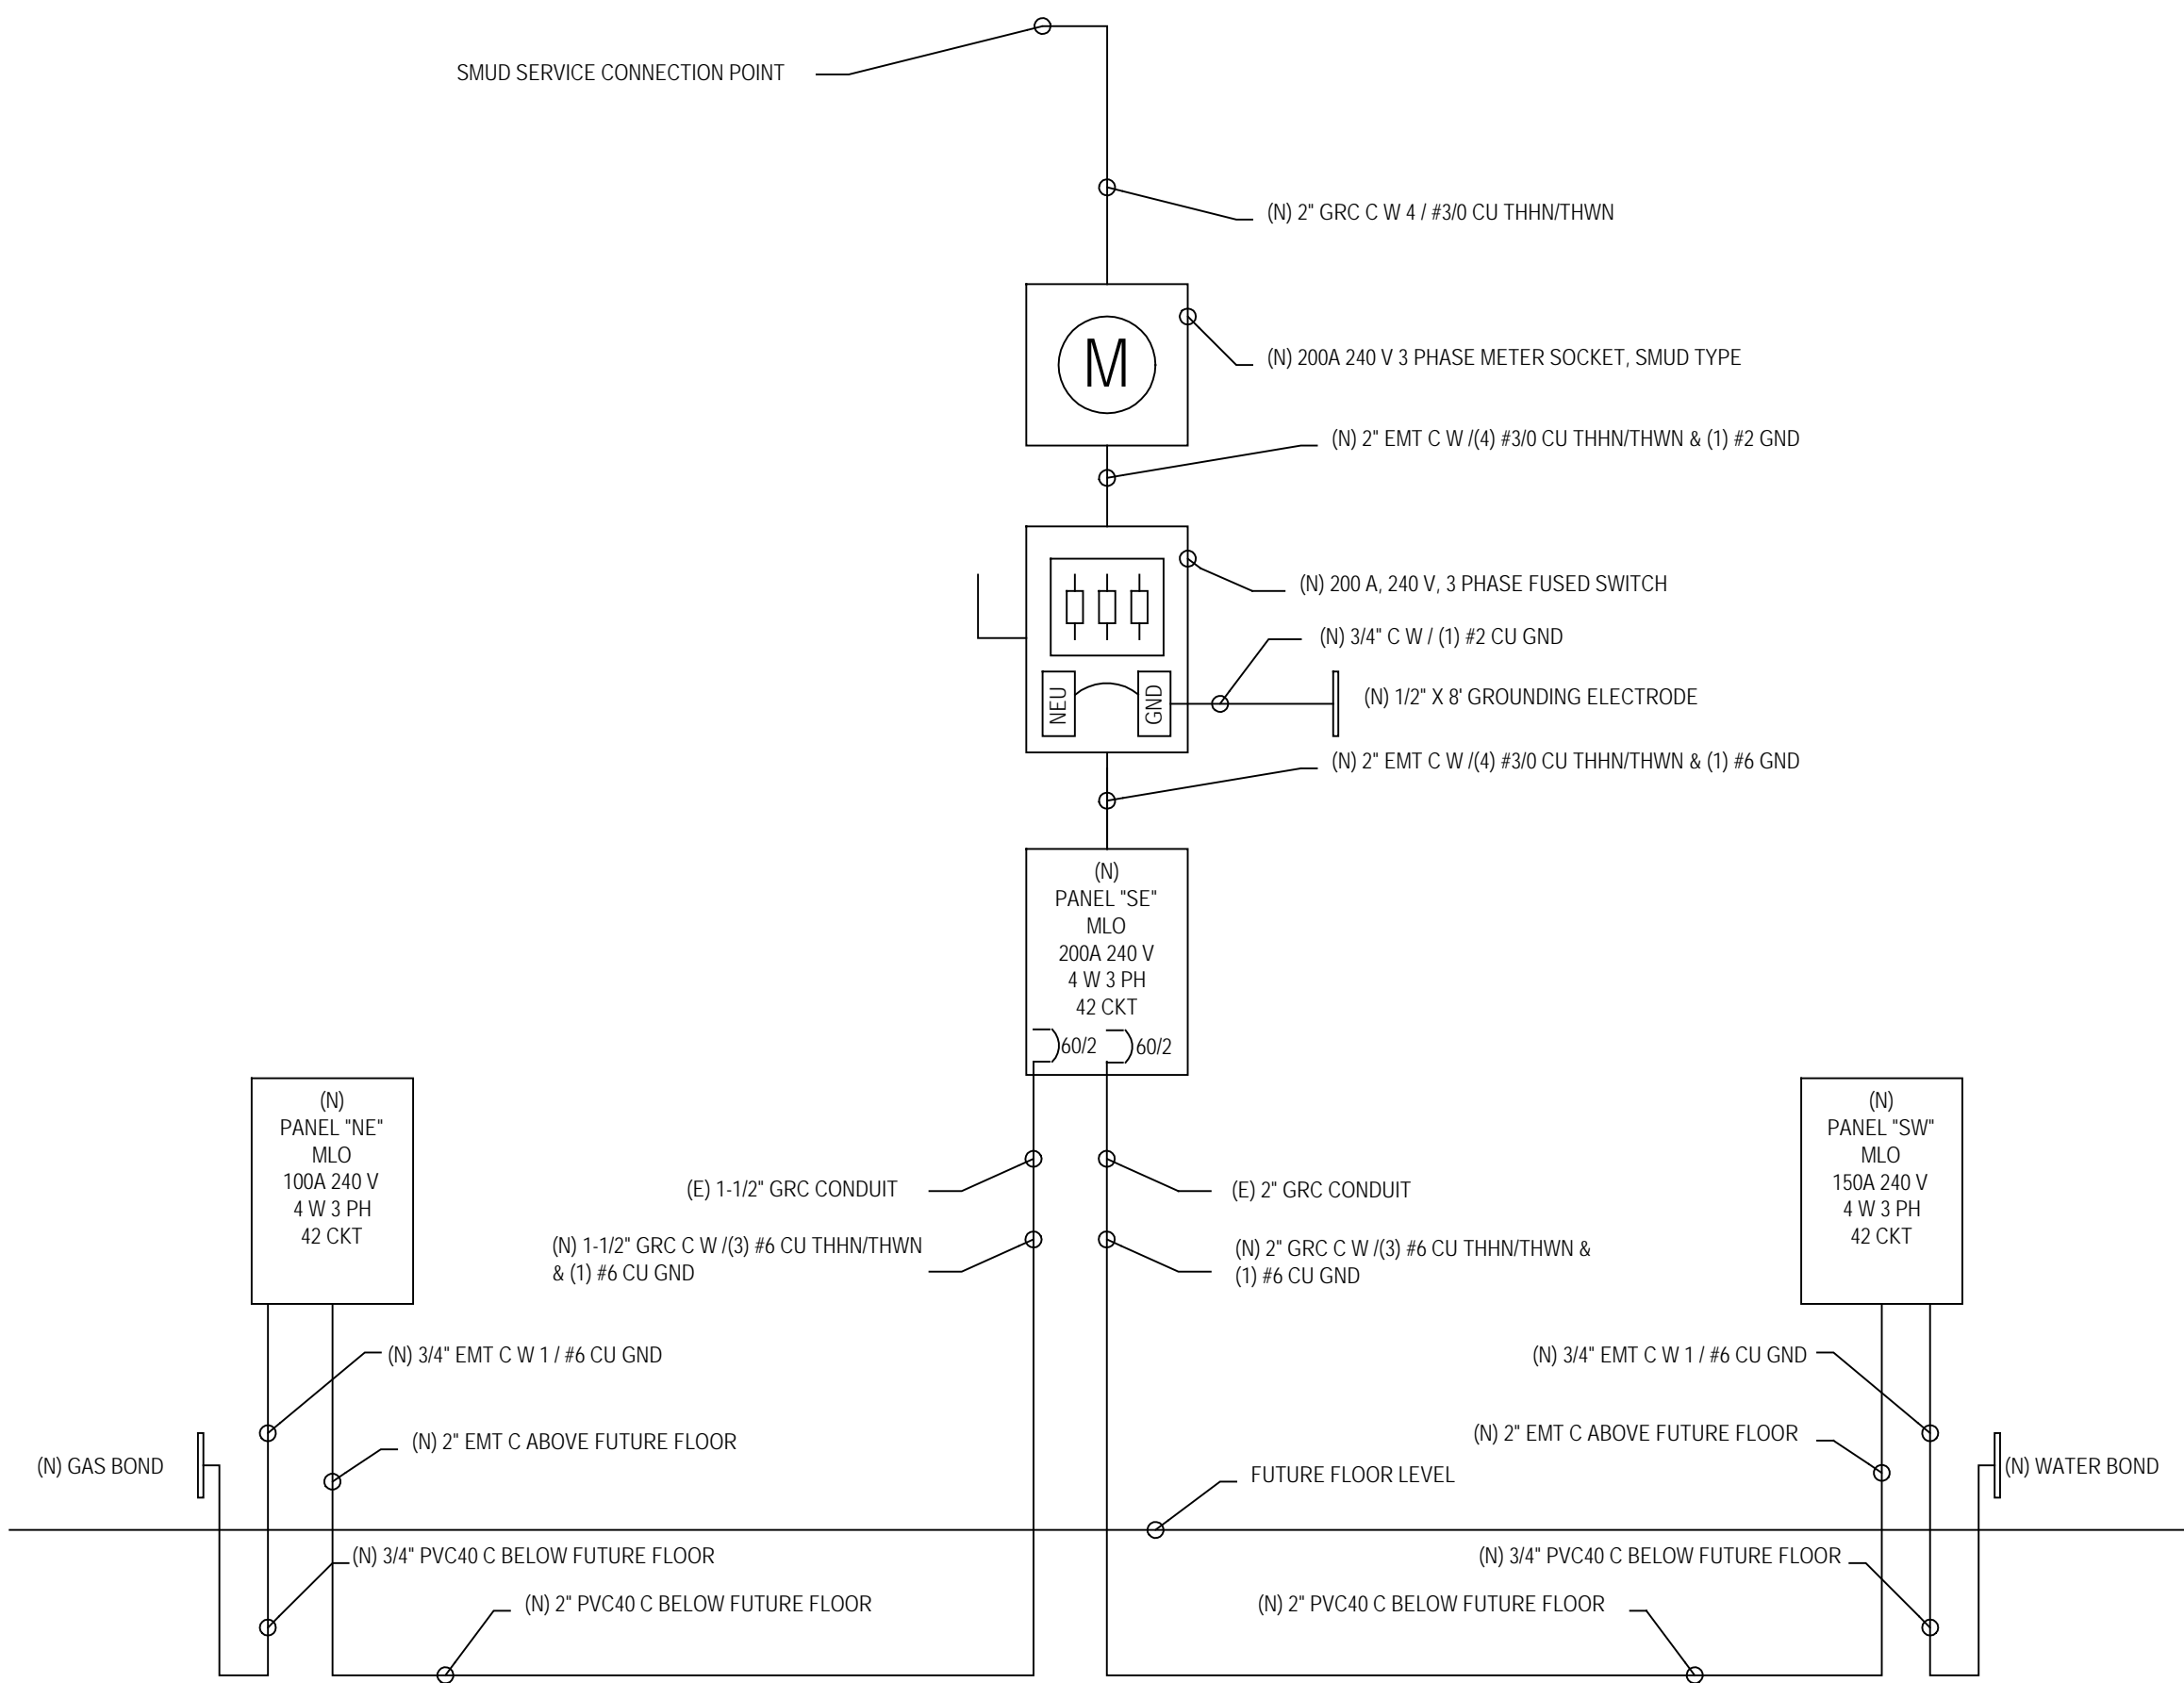 SMUD SERVICE CONNECTION POINT
(N) 2" GRC C W 4 / #3/0 CU THHN/THWN
M
(N) 200A 240 V 3 PHASE METER SOCKET, SMUD TYPE
(N) 2" EMT C W /(4) #3/0 CU THHN/THWN & (1) #2 GND
(N) 200 A, 240 V, 3 PHASE FUSED SWITCH
(N) 3/4" C W / (1) #2 CU GND
NEU
GND
(N) 1/2" X 8' GROUNDING ELECTRODE
(N) 2" EMT C W /(4) #3/0 CU THHN/THWN & (1) #6 GND
(N)
PANEL "SE"
MLO
200A 240 V
4 W 3 PH
42 CKT
60/2
60/2
(N)
PANEL "NE"
MLO
100A 240 V
4 W 3 PH
42 CKT
(N)
PANEL "SW"
MLO
150A 240 V
4 W 3 PH
42 CKT
(E) 1-1/2" GRC CONDUIT
(E) 2" GRC CONDUIT
(N) 1-1/2" GRC C W /(3) #6 CU THHN/THWN
& (1) #6 CU GND
(N) 2" GRC C W /(3) #6 CU THHN/THWN &
(1) #6 CU GND
(N) 3/4" EMT C W 1 / #6 CU GND
(N) 3/4" EMT C W 1 / #6 CU GND
(N) 2" EMT C ABOVE FUTURE FLOOR
(N) 2" EMT C ABOVE FUTURE FLOOR
(N) GAS BOND
FUTURE FLOOR LEVEL
(N) WATER BOND
(N) 3/4" PVC40 C BELOW FUTURE FLOOR
(N) 3/4" PVC40 C BELOW FUTURE FLOOR
(N) 2" PVC40 C BELOW FUTURE FLOOR
(N) 2" PVC40 C BELOW FUTURE FLOOR